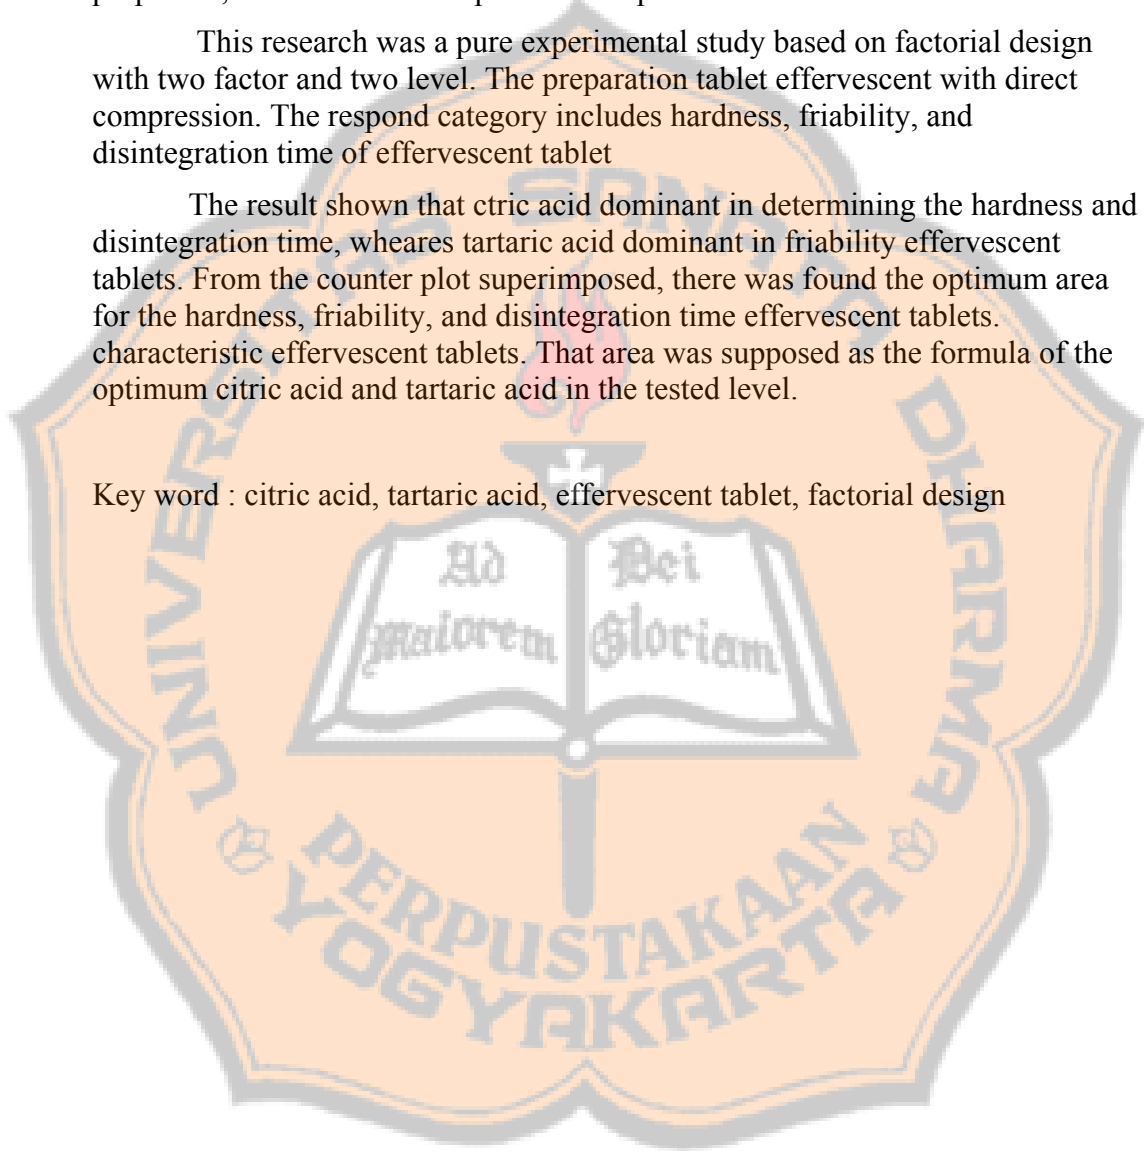 This research was a pure experimental study based on factorial design
with two factor and two level. The preparation tablet effervescent with direct
compression. The respond category includes hardness, friability, and
disintegration time of effervescent tablet
The result shown that ctric acid dominant in determining the hardness and
disintegration time, wheares tartaric acid dominant in friability effervescent
tablets. From the counter plot superimposed, there was found the optimum area
for the hardness, friability, and disintegration time effervescent tablets.
characteristic effervescent tablets. That area was supposed as the formula of the
optimum citric acid and tartaric acid in the tested level.
Key word : citric acid, tartaric acid, effervescent tablet, factorial design
UNIVERSITAS SANATA DHARMA
Ad Dei
maiorem Gloriam
PERPUSTAKAAN
YOGYAKARTA